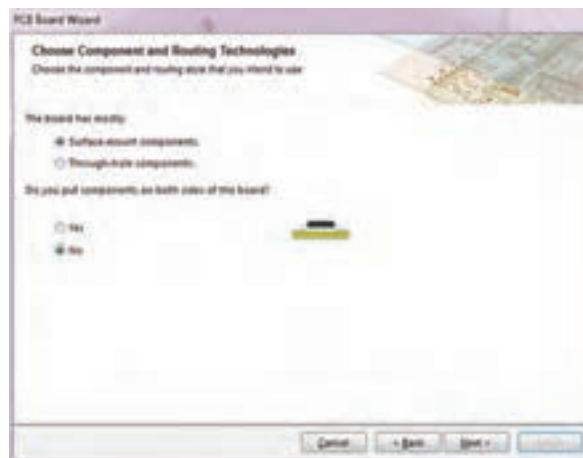 PCB Board Wizard
Choose Component and Routing Technologies
Choose the component and routing style that you intend to use
The board has mostly:
Surface-mount components.
Through-hole components.
Do you put components on both sides of the board?
Yes
No
Cancel
< Back
Next >